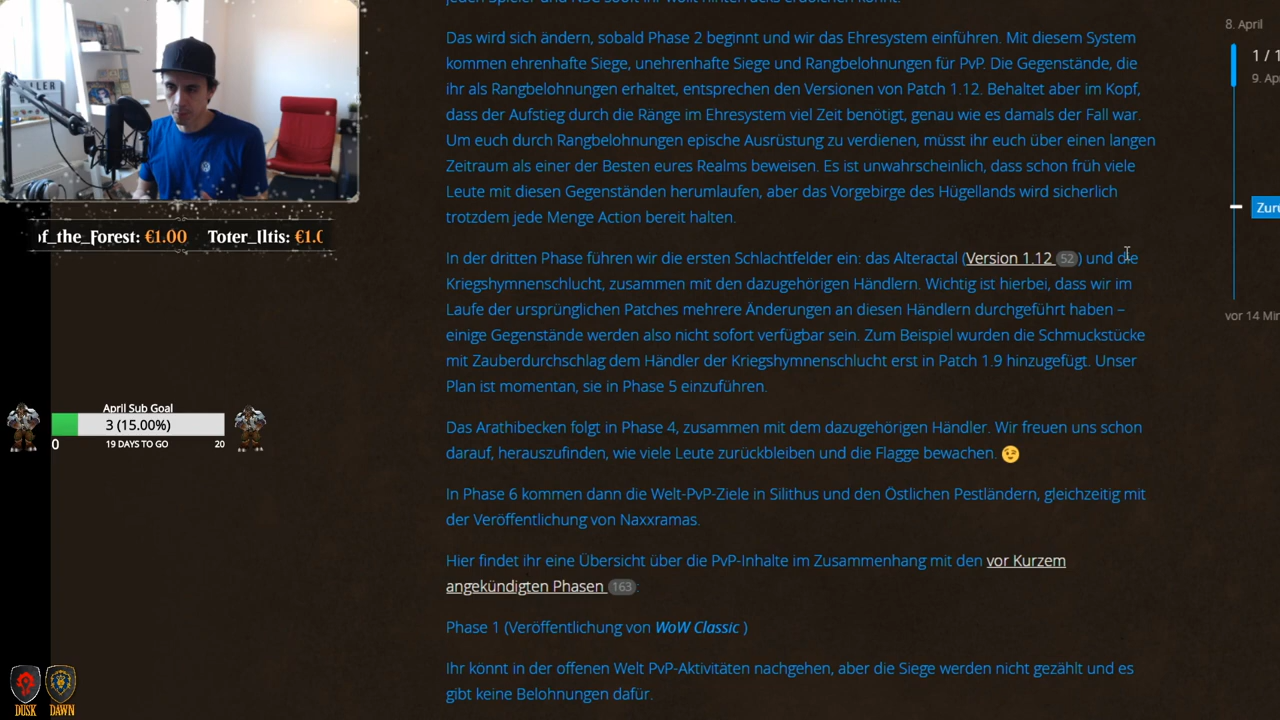 8. April
Das wird sich ändern, sobald Phase 2 beginnt und wir das Ehresystem einführen. Mit diesem System
kommen ehrenhafte Siege, unehrenhafte Siege und Rangbelohnungen für PvP. Die Gegenstände, die
ihr als Rangbelohnungen erhaltet, entsprechen den Versionen von Patch 1.12. Behaltet aber im Kopf,
dass der Aufstieg durch die Ränge im Ehresystem viel Zeit benötigt, genau wie es damals der Fall war.
Um euch durch Rangbelohnungen epische Ausrüstung zu verdienen, müsst ihr euch über einen langen
Zeitraum als einer der Besten eures Realms beweisen. Es ist unwahrscheinlich, dass schon früh viele
Leute mit diesen Gegenständen herumlaufen, aber das Vorgebirge des Hügellands wird sicherlich
trotzdem jede Menge Action bereit halten.
In der dritten Phase führen wir die ersten Schlachtfelder ein: das Alteractal (Version 1.12 52) und die
Kriegshymnenschlucht, zusammen mit den dazugehörigen Händlern. Wichtig ist hierbei, dass wir im
Laufe der ursprünglichen Patches mehrere Änderungen an diesen Händlern durchgeführt haben –
einige Gegenstände werden also nicht sofort verfügbar sein. Zum Beispiel wurden die Schmuckstücke
mit Zauberdurchschlag dem Händler der Kriegshymnenschlucht erst in Patch 1.9 hinzugefügt. Unser
Plan ist momentan, sie in Phase 5 einzuführen.
Das Arathibecken folgt in Phase 4, zusammen mit dem dazugehörigen Händler. Wir freuen uns schon
darauf, herauszufinden, wie viele Leute zurückbleiben und die Flagge bewachen. 😉
In Phase 6 kommen dann die Welt-PvP-Ziele in Silithus und den Östlichen Pestländern, gleichzeitig mit
der Veröffentlichung von Naxxramas.
Hier findet ihr eine Übersicht über die PvP-Inhalte im Zusammenhang mit den vor Kurzem
angekündigten Phasen 163:
Phase 1 (Veröffentlichung von WoW Classic )
Ihr könnt in der offenen Welt PvP-Aktivitäten nachgehen, aber die Siege werden nicht gezählt und es
gibt keine Belohnungen dafür.
1 / 1
9. Ap
Zur
vor 14 Min
of_the_Forest: €1.00 Toter_Iltis: €1.0
April Sub Goal
3 (15.00%)
0 19 DAYS TO GO 20
DUSK DAWN